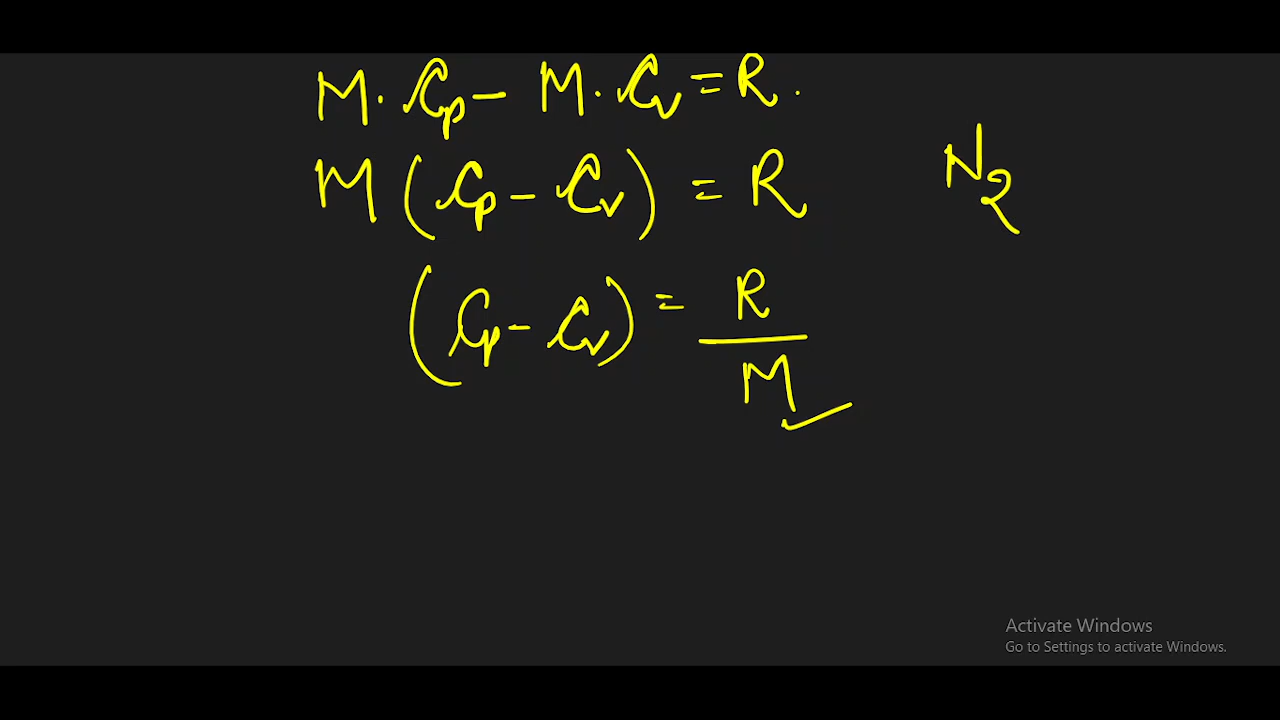 M · Cp - M · Cv = R ·
M (Cp - Cv) = R
N2
(Cp - Cv) = R/M
Activate Windows
Go to Settings to activate Windows.